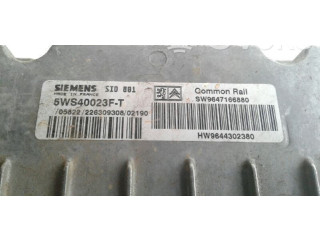 SIEMENS SID 801
MADE IN FRANCE
5WS40023F-T
/05822/226309308/02190
Common Rail
SW9647166880
HW9644302380